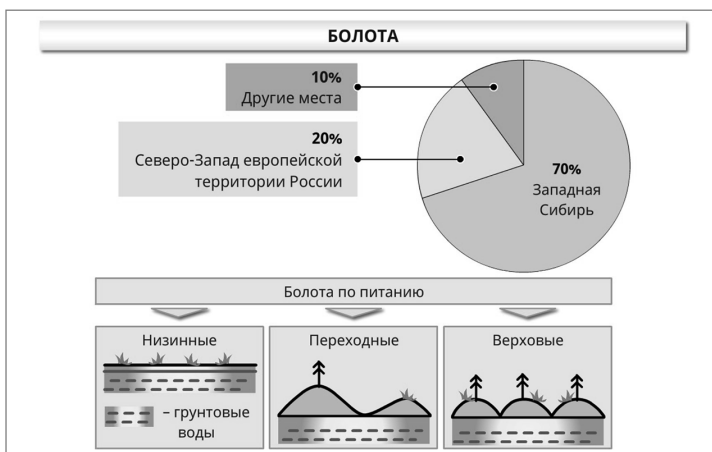 БОЛОТА
10%
Другие места
20%
Северо-Запад европейской
территории России
70%
Западная
Сибирь
Болота по питанию
Низинные
– грунтовые
воды
Переходные
Верховые